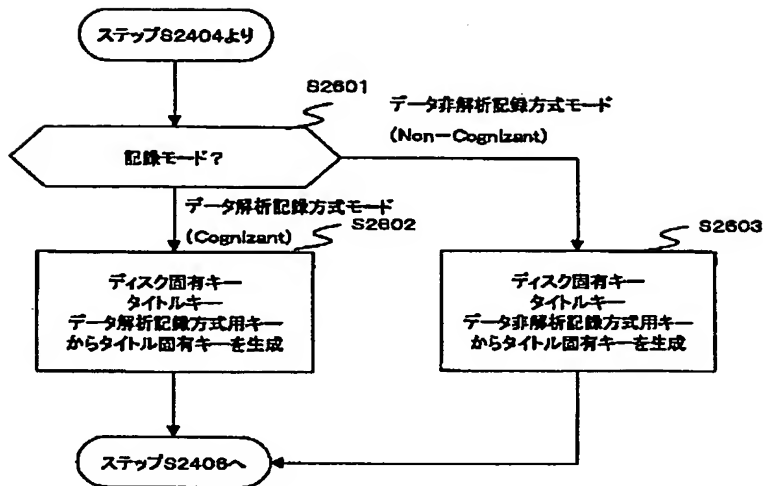 ステップS2404より
S2601
データ非解析記録方式モード
(Non-Cognizant)
記録モード?
データ解析記録方式モード
(Cognizant)
S2602
S2603
ディスク固有キー
タイトルキー
データ解析記録方式用キー
からタイトル固有キーを生成
ディスク固有キー
タイトルキー
データ非解析記録方式用キー
からタイトル固有キーを生成
ステップS2406へ